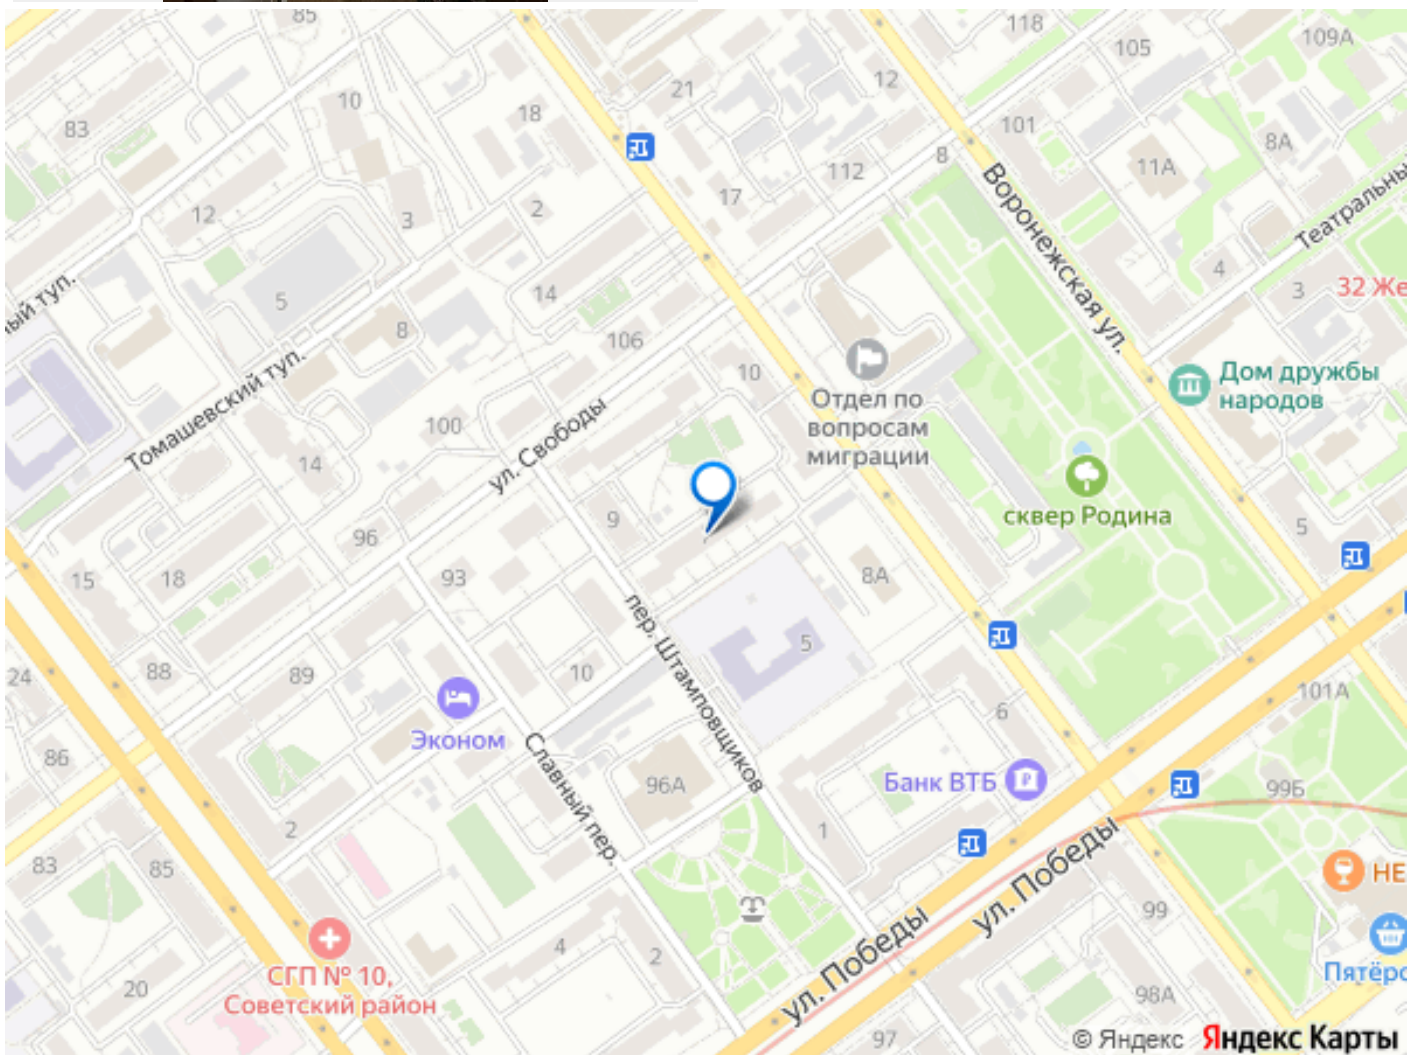 85
118
105
109А
83
10
18
21
12
101
8А
11А
8
112
17
12
3
2
Воронежская ул.
Театральны
4
3
32 Же
ый туп.
5
14
8
106
10
Отдел по
вопросам
миграции
Дом дружбы
народов
Томашевский туп.
14
100
ул. Свободы
сквер Родина
9
5
96
93
15
18
8А
пер. Штамповщиков
5
24
88
89
10
101А
6
Эконом
86
Славный пер.
96А
Банк ВТБ
99Б
2
1
ул. Победы
83
85
НЕ
99
4
2
ул. Победы
СГП № 10,
Советский район
Пятёрс
20
98А
97
© Яндекс Яндекс Карты